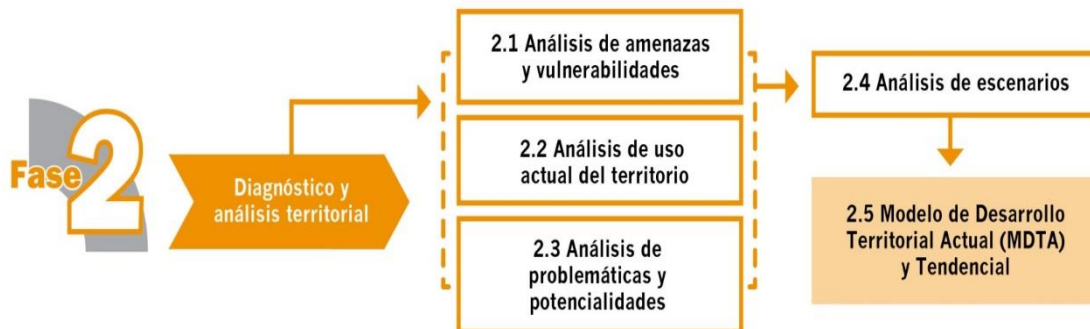 Fase 2
Diagnóstico y
análisis territorial
2.1 Análisis de amenazas
y vulnerabilidades
2.2 Análisis de uso
actual del territorio
2.3 Análisis de
problemáticas y
potencialidades
2.4 Análisis de escenarios
2.5 Modelo de Desarrollo
Territorial Actual (MDTA)
y Tendencial